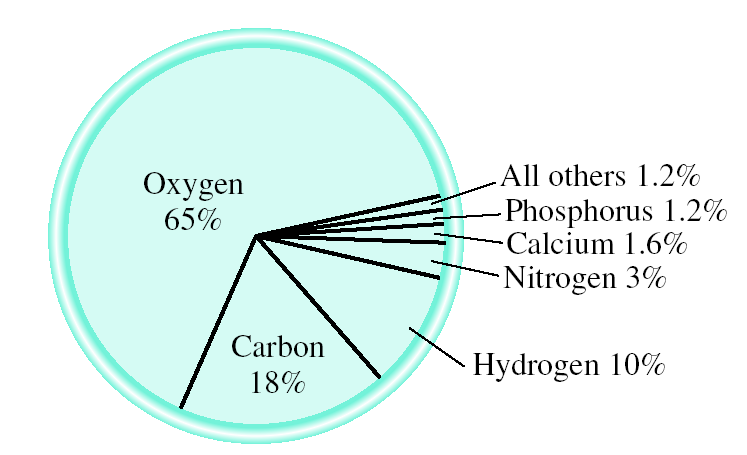 Oxygen
65%
All others 1.2%
Phosphorus 1.2%
Calcium 1.6%
Nitrogen 3%
Carbon
18%
Hydrogen 10%